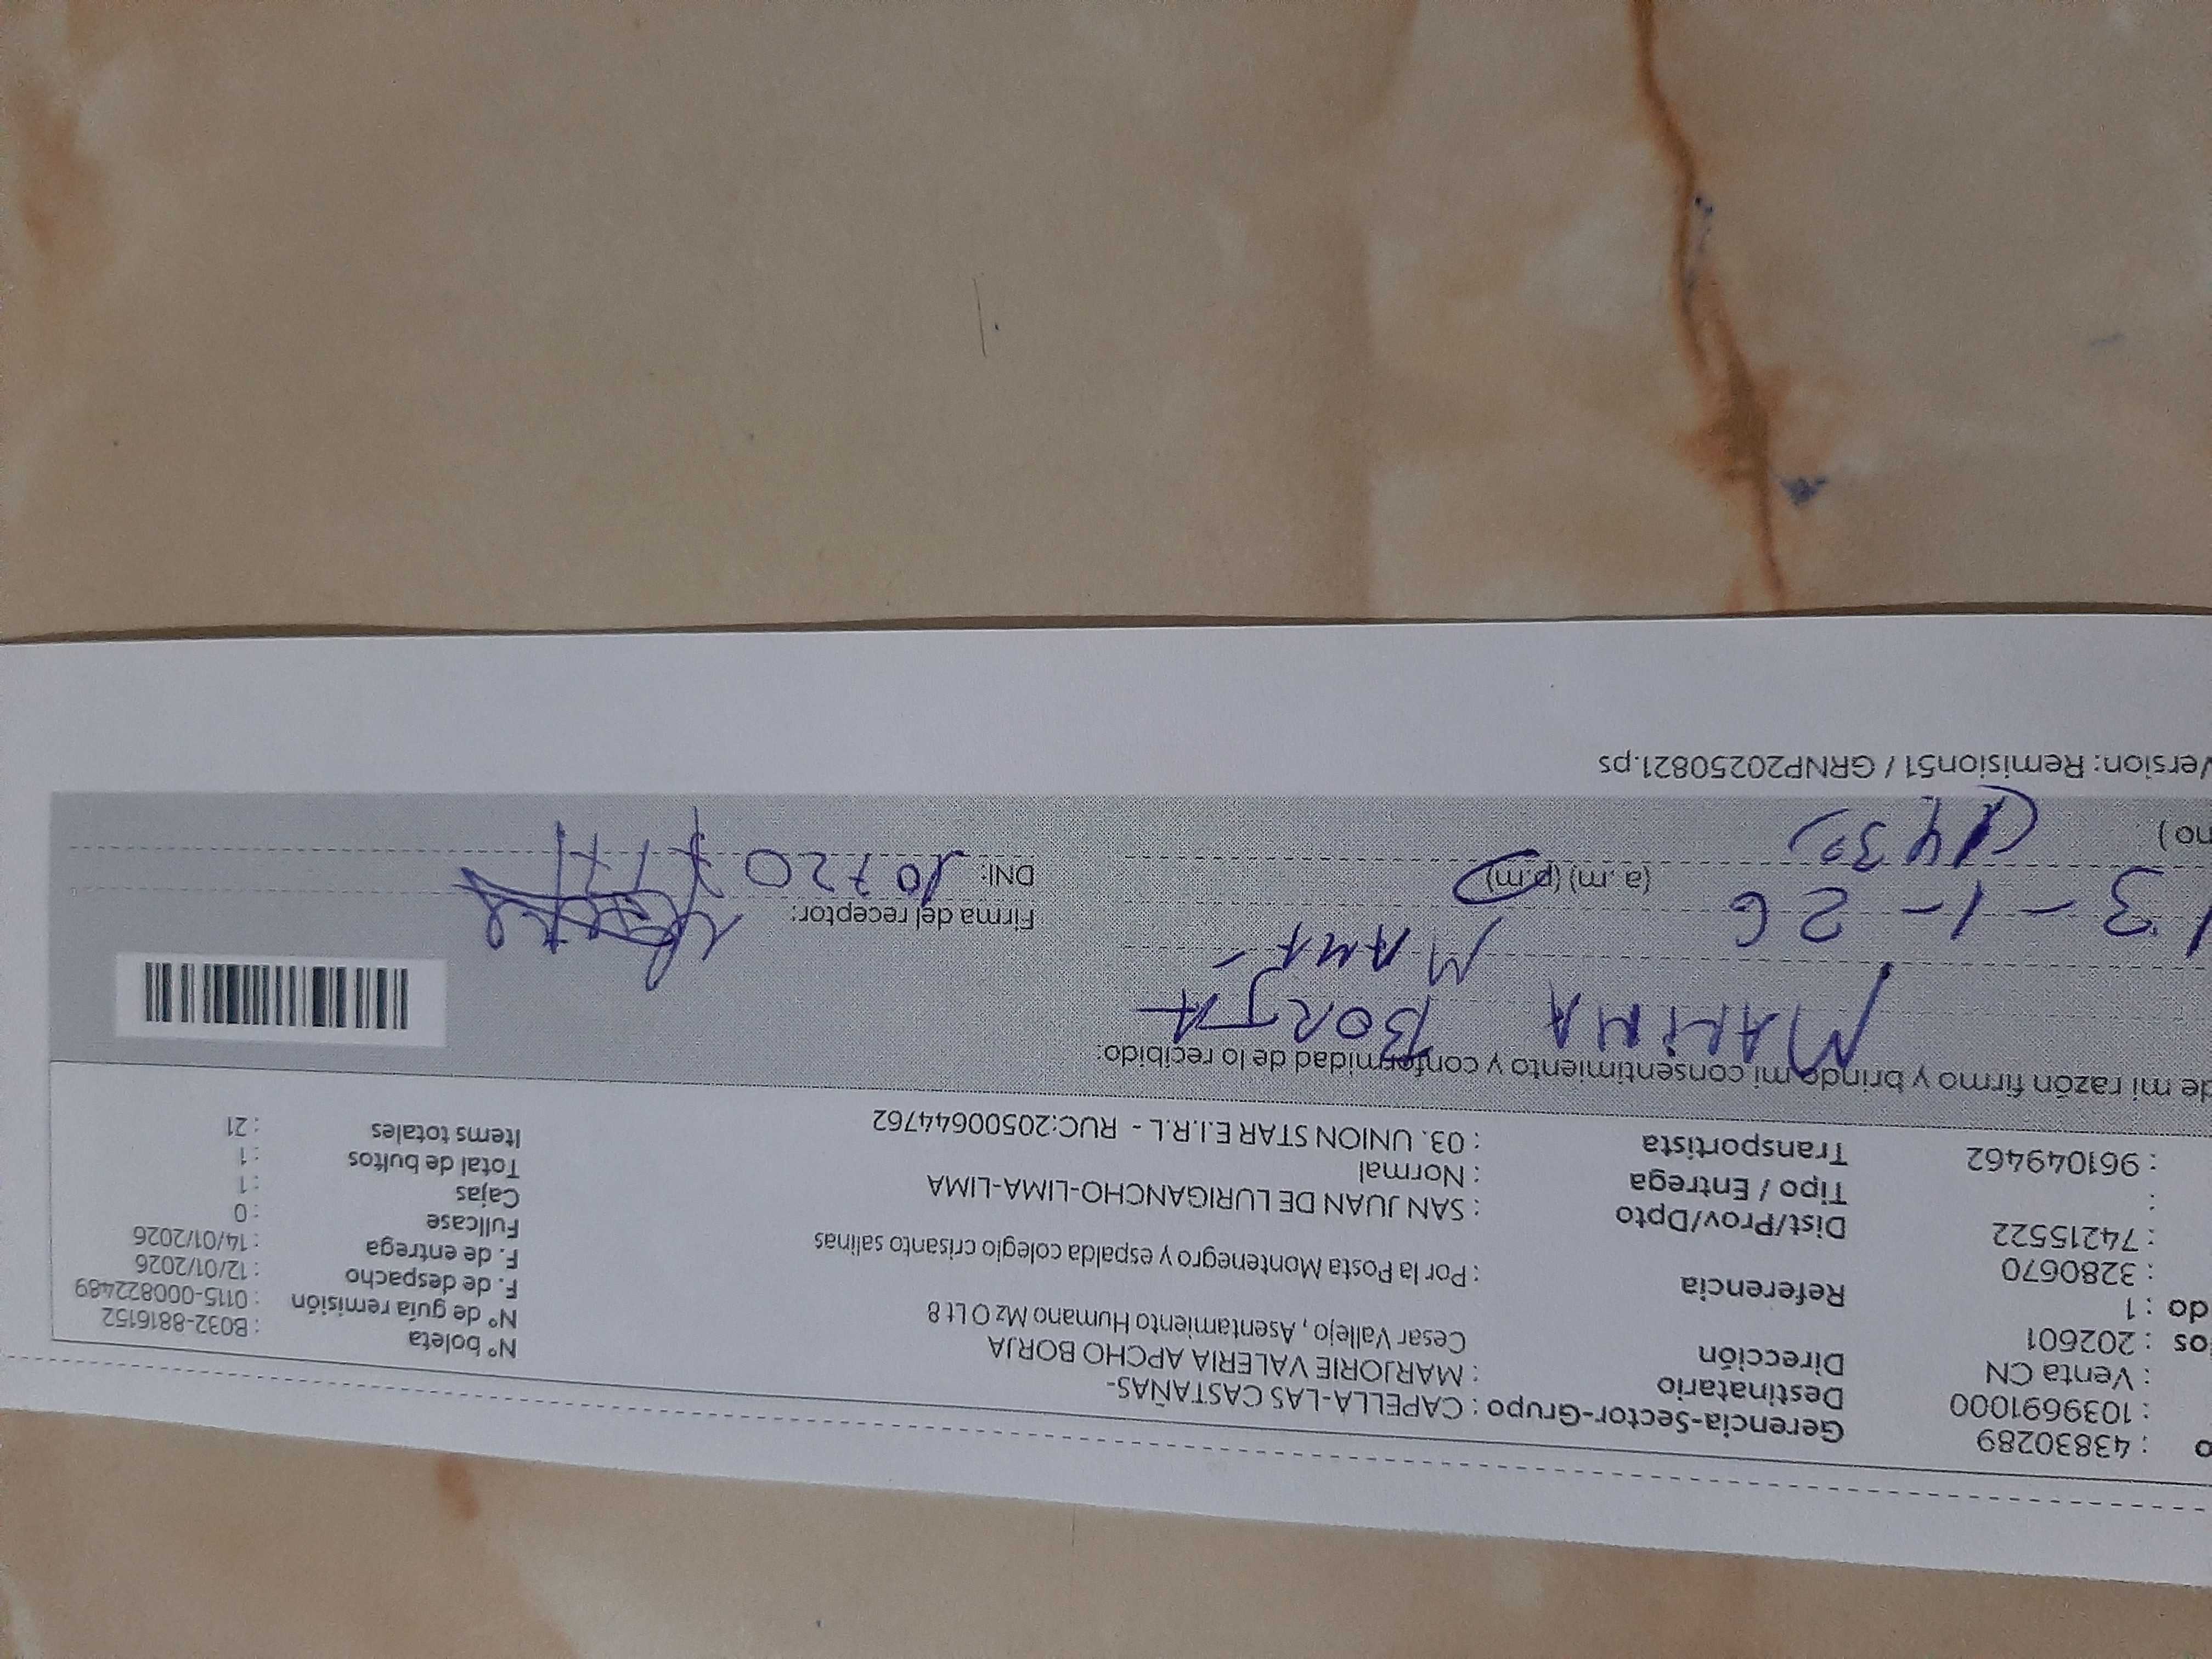 o : 43830289 Gerencia-Sector-Grupo : CAPELLA-LAS CASTAÑAS-
: 1039691000 Destinatario : MARJORIE VALERIA APCHO BORJA N° boleta : B032-8816152
: Venta CN Dirección Cesar Vallejo , Asentamiento Humano Mz O Lt 8 N° de guía remisión : 0115-000822489
os : 202601 F. de despacho : 12/01/2026
do : 1 Referencia : Por la Posta Montenegro y espalda colegio crisanto salinas F. de entrega : 14/01/2026
: 3280670 Fullcase : 0
: 74215522 Dist/Prov/Dpto : SAN JUAN DE LURIGANCHO-LIMA-LIMA Cajas : 1
: Tipo / Entrega : Normal Total de bultos : 1
: 961049462 Transportista : 03. UNION STAR E.I.R.L - RUC:20500644762 Items totales : 21
de mi razón firmo y brindo mi consentimiento y conformidad de lo recibido:
MARINA BORJA
MAMA
13-1-26 (a.m) (p.m) Firma del receptor:
no ) DNI:
Version: Remision51 / GRNP20250821.ps